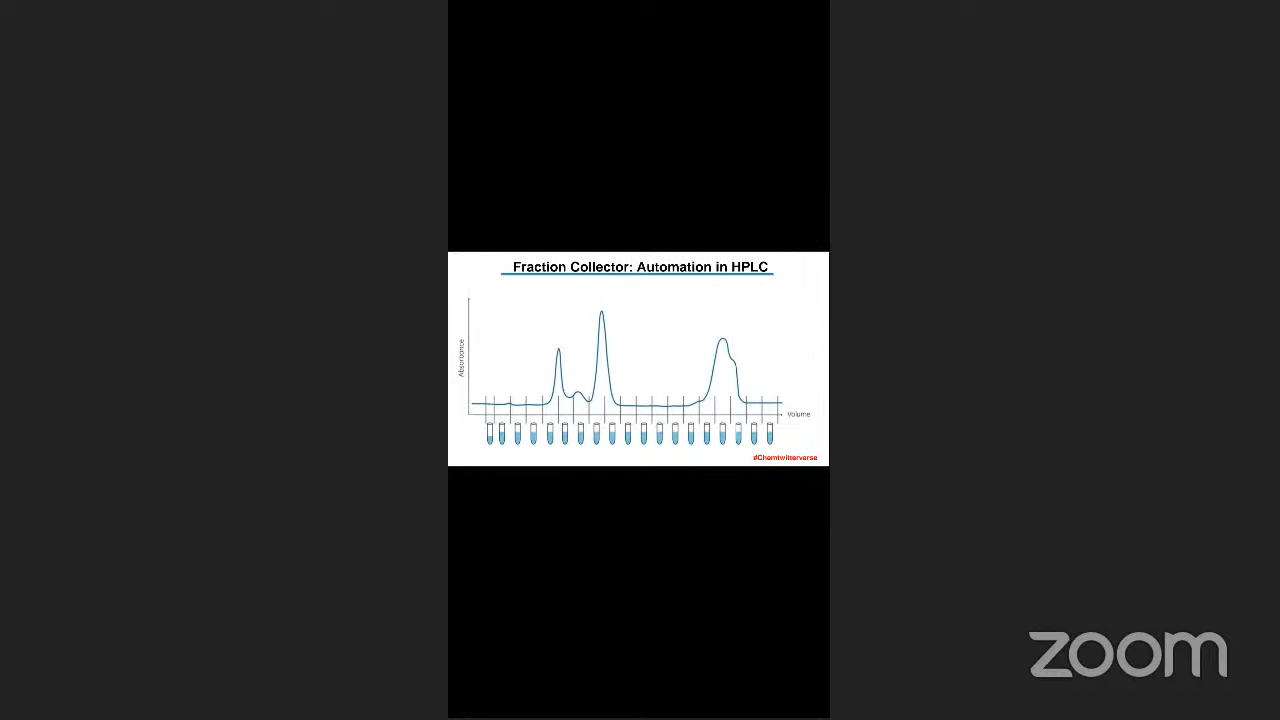 Fraction Collector: Automation in HPLC
Absorbance
Volume
#Chemtwitterverse
zoom